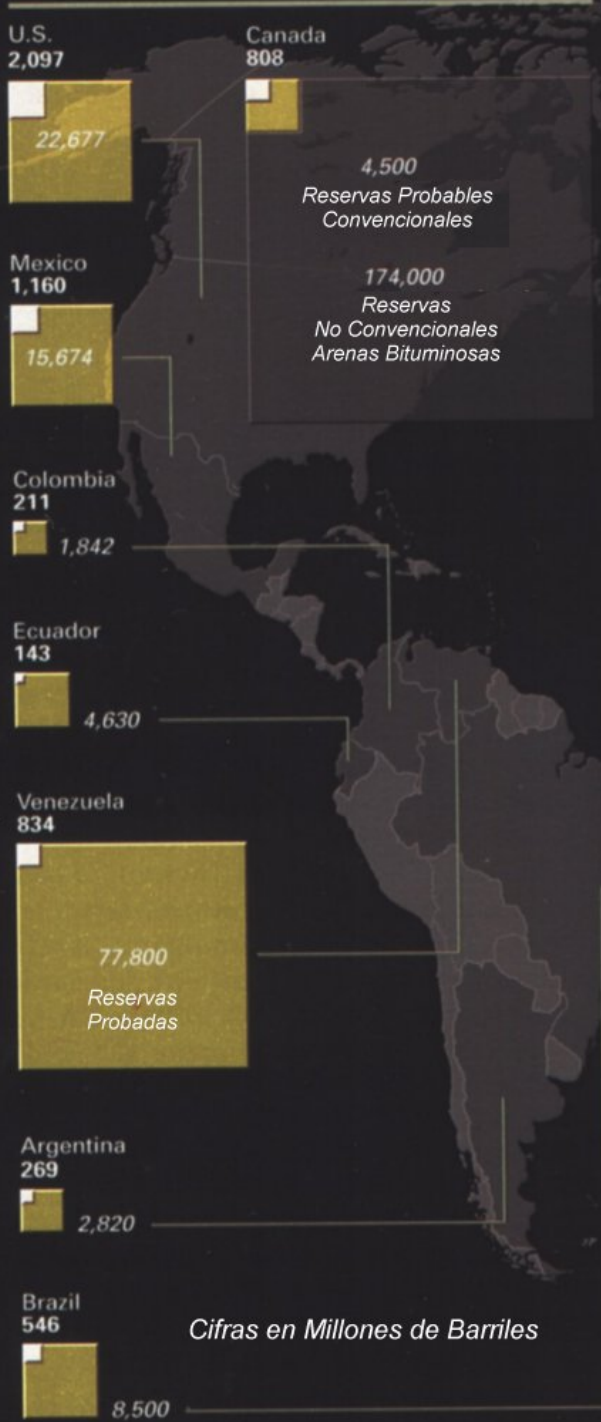 U.S.
2,097
22,677
Canada
808
4,500
Reservas Probables
Convencionales
174,000
Reservas
No Convencionales
Arenas Bituminosas
Mexico
1,160
15,674
Colombia
211
1,842
Ecuador
143
4,630
Venezuela
834
77,800
Reservas
Probadas
Argentina
269
2,820
Brazil
546
8,500
Cifras en Millones de Barriles